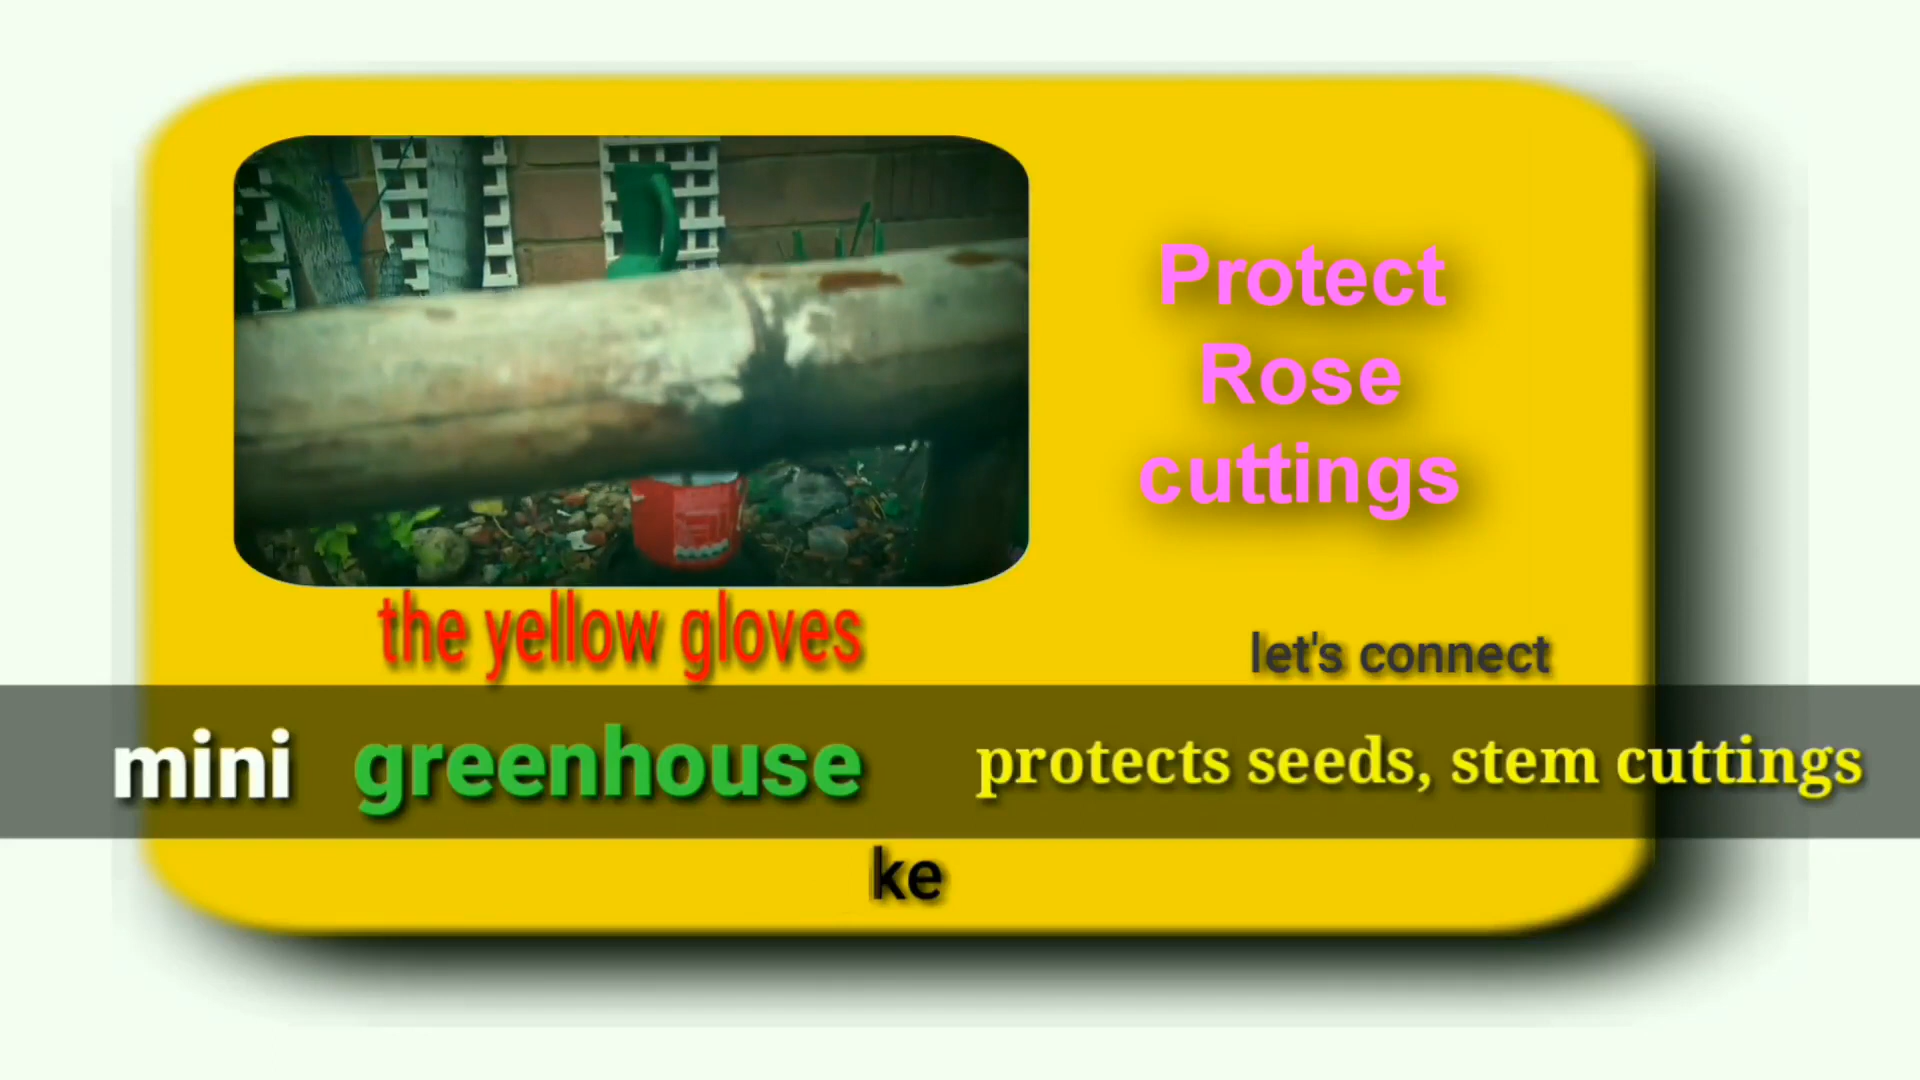 Protect
Rose
cuttings
the yellow gloves
let's connect
mini greenhouse protects seeds, stem cuttings
ke